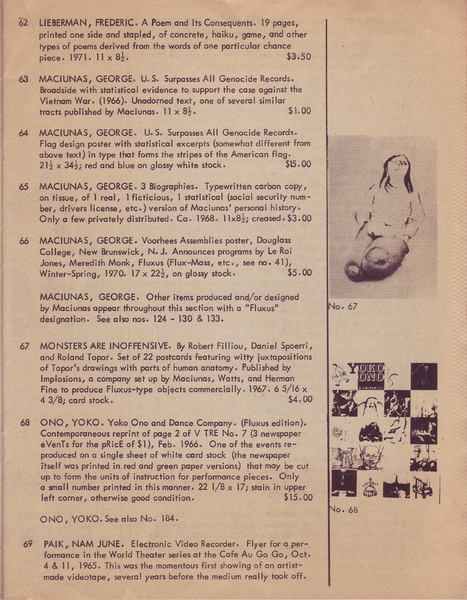 62 LIEBERMAN, FREDERIC. A Poem and Its Consequents. 19 pages,
printed one side and stapled, of concrete, haiku, game, and other
types of poems derived from the words of one particular chance
piece. 1971. 11 x 8½. $3.50
63 MACIUNAS, GEORGE. U.S. Surpasses All Genocide Records.
Broadside with statistical evidence to support the case against the
Vietnam War. (1966). Unadorned text, one of several similar
tracts published by Maciunas. 11 x 8½. $1.00
64 MACIUNAS, GEORGE. U.S. Surpasses All Genocide Records.
Flag design poster with statistical excerpts (somewhat different from
above text) in type that forms the stripes of the American flag.
21½ x 34½; red and blue on glossy white stock. $15.00
65 MACIUNAS, GEORGE. 3 Biographies. Typewritten carbon copy,
on tissue, of 1 real, 1 ficticious, 1 statistical (social security num-
ber, drivers license, etc.) version of Maciunas' personal history.
Only a few privately distributed. Ca. 1968. 11x8½; creased. $3.00
66 MACIUNAS, GEORGE. Voorhees Assemblies poster, Douglass
College, New Brunswick, N.J. Announces programs by Le Roi
Jones, Meredith Monk, Fluxus (Flux-Mass, etc., see no. 41),
Winter-Spring, 1970. 17 x 22½, on glossy stock. $5.00
MACIUNAS, GEORGE. Other items produced and/or designed
by Maciunas appear throughout this section with a "Fluxus"
designation. See also nos. 124 - 130 & 133.
67 MONSTERS ARE INOFFENSIVE. By Robert Filliou, Daniel Spoerri,
and Roland Topor. Set of 22 postcards featuring witty juxtapositions
of Topor's drawings with parts of human anatomy. Published by
Implosions, a company set up by Maciunas, Watts, and Herman
Fine to produce Fluxus-type objects commercially. 1967. 6 5/16 x
4 3/8; card stock. $4.00
68 ONO, YOKO. Yoko Ono and Dance Company. (Fluxus edition).
Contemporaneous reprint of page 2 of V TRE No. 7 (3 newspaper
eVenTs for the pRicE of $1), Feb. 1966. One of the events re-
produced on a single sheet of white card stock (the newspaper
itself was printed in red and green paper versions) that may be cut
up to form the units of instruction for performance pieces. Only
a small number printed in this manner. 22 1/8 x 17; stain in upper
left corner, otherwise good condition. $15.00
ONO, YOKO. See also No. 184.
69 PAIK, NAM JUNE. Electronic Video Recorder. Flyer for a per-
formance in the World Theater series at the Cafe Au Go Go, Oct.
4 & 11, 1965. This was the momentous first showing of an artist-
made videotape, several years before the medium really took off.
No. 67
YOKO
ONO
No. 68